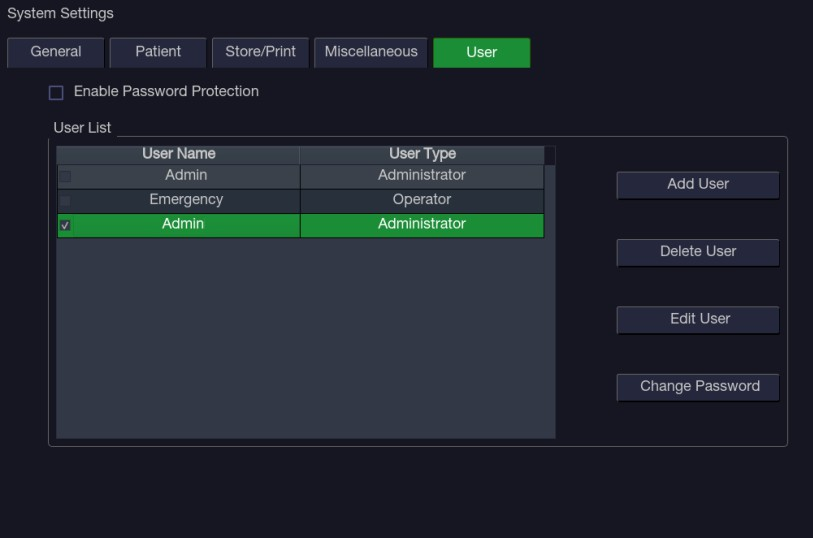 System Settings
General Patient Store/Print Miscellaneous User
Enable Password Protection
User List
User Name User Type
Admin Administrator
Emergency Operator
Admin Administrator
Add User
Delete User
Edit User
Change Password